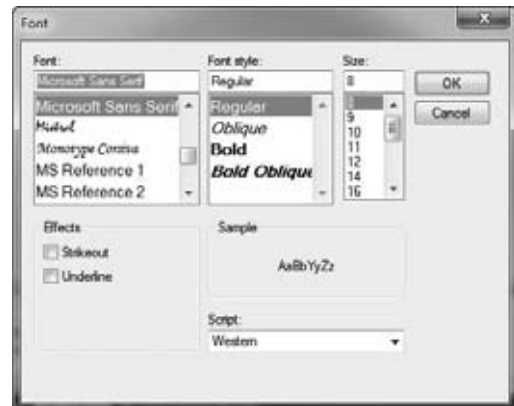 Font
Font:
Microsoft Sans Serif
Microsoft Sans Serif
Mistral
Monotype Corsiva
MS Reference 1
MS Reference 2
Font style:
Regular
Regular
Oblique
Bold
Bold Oblique
Size:
8
8
9
10
11
12
14
16
OK
Cancel
Effects
Strikeout
Underline
Sample
AaBbYyZz
Script:
Western